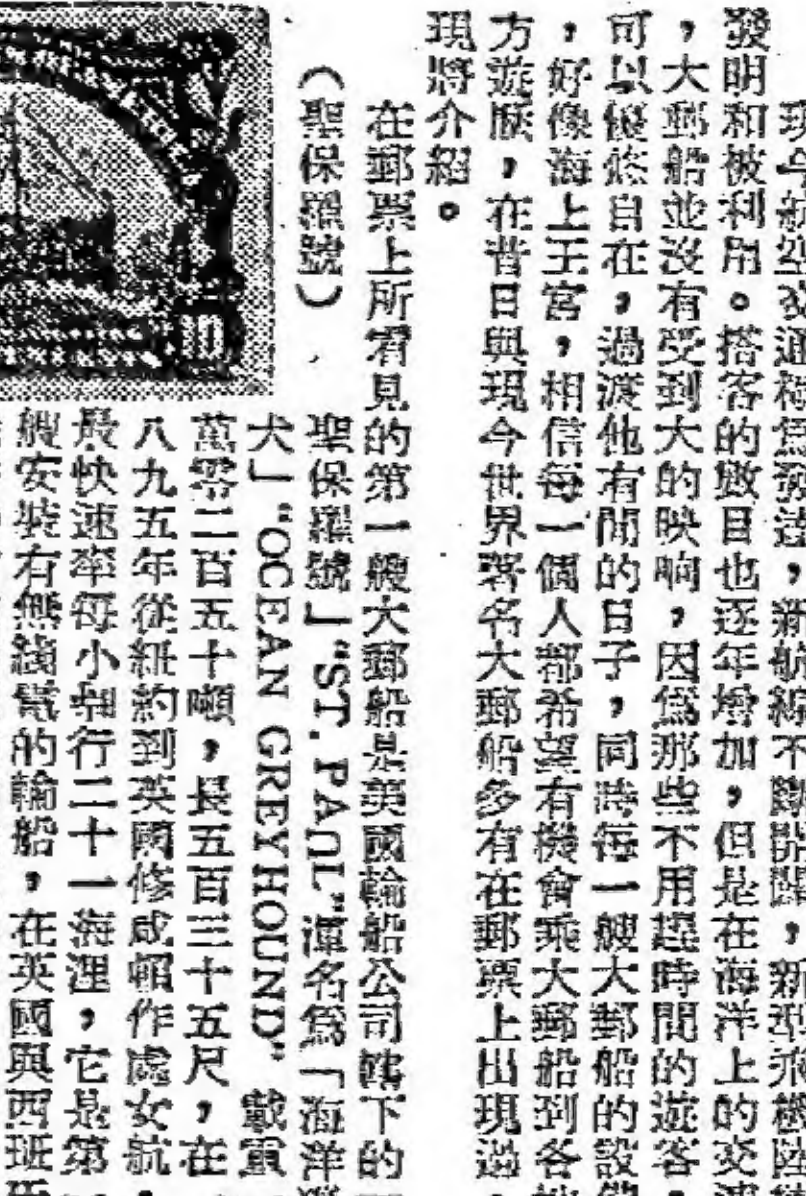 現今航空交通極爲發達，新航線不斷開闢，新型飛機陸續
發明和被利用。搭客的數目也逐年增加，但是在海洋上的交通
，大郵船並沒有受到大的映响，因爲那些不用趕時間的遊客，
可以優悠自在，過渡他有閒的日子，同時每一艘大郵船的設備
，好像海上王宮，相信每一個人都希望有機會乘大郵船到各地
方遊歷，在昔日與現今世界著名大郵船多有在郵票上出現過，
現將介紹。
在郵票上所看見的第一艘大郵船是美國輪船公司轄下的
（聖保羅號）
聖保羅號」"ST. PAUL"渾名爲「海洋
犬」"OCEAN GREYHOUND" 載重
萬零二百五十噸，長五百三十五尺，在
八九五年從紐約到英國修咸頓作處女航，
最快速率每小時行二十一海浬，它是第
艘安裝有無綫電的輪船，在英國與西班牙
10